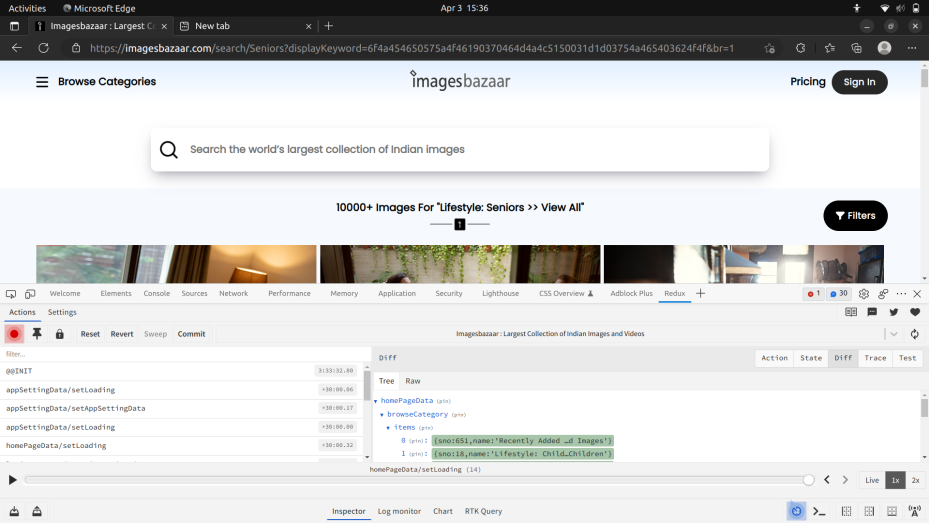 Activities Microsoft Edge Apr 3 15:36
Imagesbazaar : Largest C New tab
https://imagesbazaar.com/search/Seniors?displayKeyword=6f4a454650575a4f46190370464d4a4c5150031d1d03754a465403624f4f&br=1
Browse Categories imagesbazaar Pricing Sign In
Search the world's largest collection of Indian images
10000+ Images For "Lifestyle: Seniors >> View All"
1
Filters
Welcome Elements Console Sources Network Performance Memory Application Security Lighthouse CSS Overview Adblock Plus Redux 1 30
Actions Settings
Reset Revert Sweep Commit Imagesbazaar : Largest Collection of Indian Images and Videos
filter... Diff Action State Diff Trace Test
@@INIT 3:33:32.80
Tree Raw
appSettingData/setLoading +30:00.06
homePageData (pin)
appSettingData/setAppSettingData +30:00.17
browseCategory (pin)
appSettingData/setLoading +30:00.00
items (pin)
homePageData/setLoading +30:00.32
0 (pin): {sno:651,name:'Recently Added …d Images'}
1 (pin): {sno:18,name:'Lifestyle: Child…Children'}
homePageData/setLoading (14)
Live 1x 2x
Inspector Log monitor Chart RTK Query